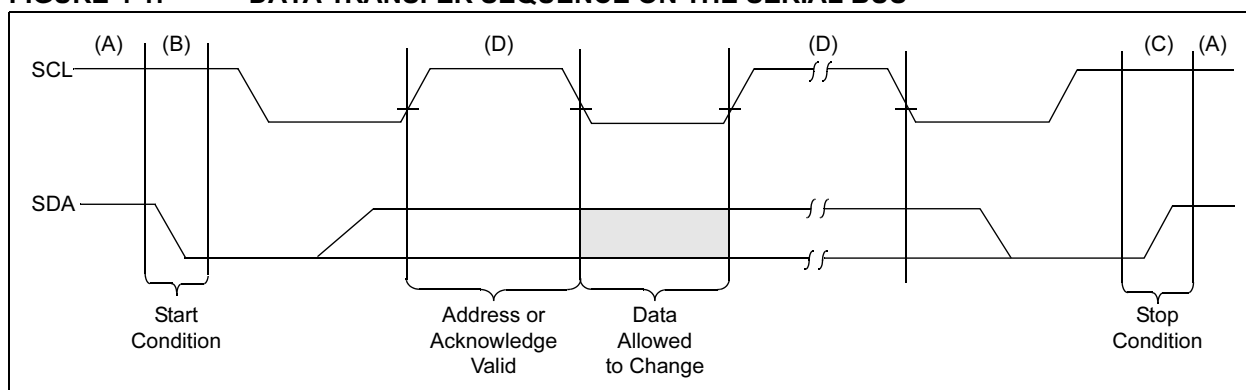 FIGURE 4-1: DATA TRANSFER SEQUENCE ON THE SERIAL BUS
(A) (B) (D) (D) (C) (A)
SCL
SDA
Start
Condition
Address or
Acknowledge
Valid
Data
Allowed
to Change
Stop
Condition